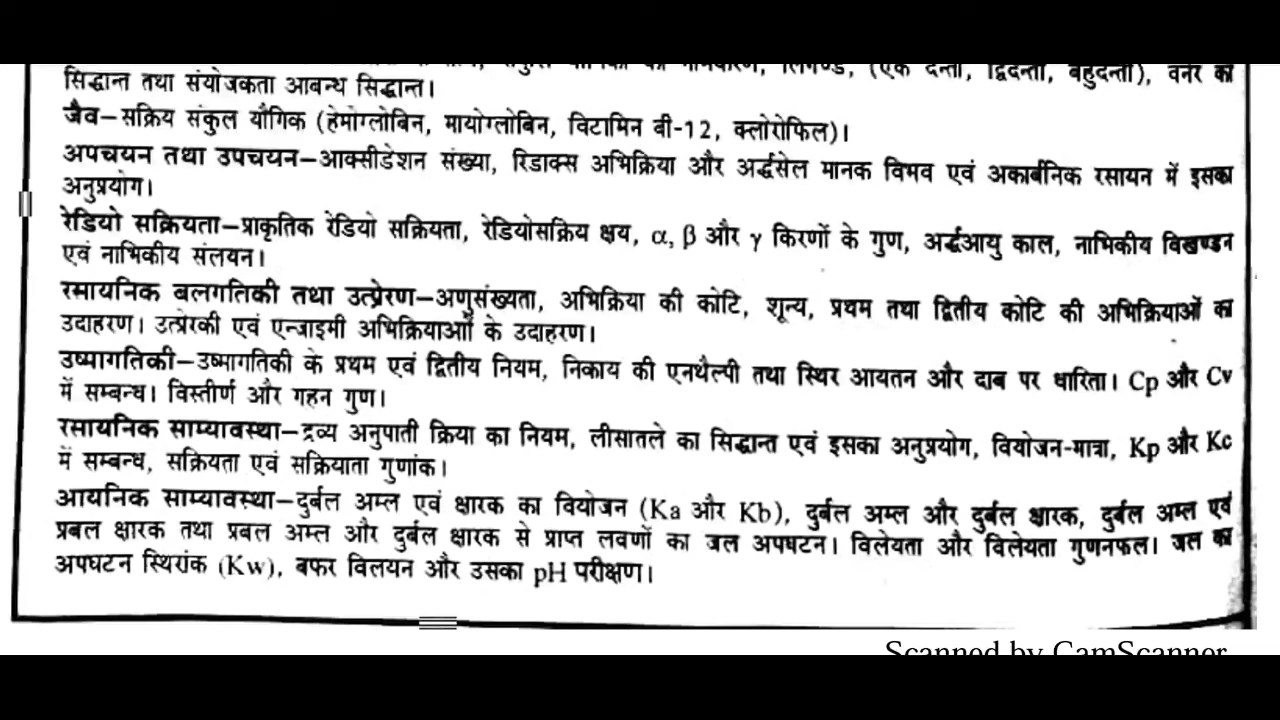 लिगेण्ड, (एक दन्ती, द्विदन्ती, बहुदन्ती), वर्नर का
सिद्धान्त तथा संयोजकता आबन्ध सिद्धान्त।
जैव–सक्रिय संकुल यौगिक (हेमोग्लोबिन, मायोग्लोबिन, विटामिन बी-12, क्लोरोफिल)।
अपचयन तथा उपचयन–आक्सीडेशन संख्या, रिडाक्स अभिक्रिया और अर्द्धसेल मानक विभव एवं अकार्बनिक रसायन में इसका
अनुप्रयोग।
रेडियो सक्रियता–प्राकृतिक रेडियो सक्रियता, रेडियोसक्रिय क्षय, α, β और γ किरणों के गुण, अर्द्धआयु काल, नाभिकीय विखण्डन
एवं नाभिकीय संलयन।
रसायनिक बलगतिकी तथा उत्प्रेरण–अणुसंख्यता, अभिक्रिया की कोटि, शून्य, प्रथम तथा द्वितीय कोटि की अभिक्रियाओं का
उदाहरण। उत्प्रेरकी एवं एन्जाइमी अभिक्रियाओं के उदाहरण।
उष्मागतिकी–उष्मागतिकी के प्रथम एवं द्वितीय नियम, निकाय की एनथैल्पी तथा स्थिर आयतन और दाब पर धारिता। Cp और Cv
में सम्बन्ध। विस्तीर्ण और गहन गुण।
रसायनिक साम्यावस्था–द्रव्य अनुपाती क्रिया का नियम, लीसातले का सिद्धान्त एवं इसका अनुप्रयोग, वियोजन-मात्रा, Kp और Kc
में सम्बन्ध, सक्रियता एवं सक्रियाता गुणांक।
आयनिक साम्यावस्था–दुर्बल अम्ल एवं क्षारक का वियोजन (Ka और Kb), दुर्बल अम्ल और दुर्बल क्षारक, दुर्बल अम्ल एवं
प्रबल क्षारक तथा प्रबल अम्ल और दुर्बल क्षारक से प्राप्त लवणों का जल अपघटन। विलेयता और विलेयता गुणनफल। जल का
अपघटन स्थिरांक (Kw), बफर विलयन और उसका pH परीक्षण।
Scanned by CamScanner